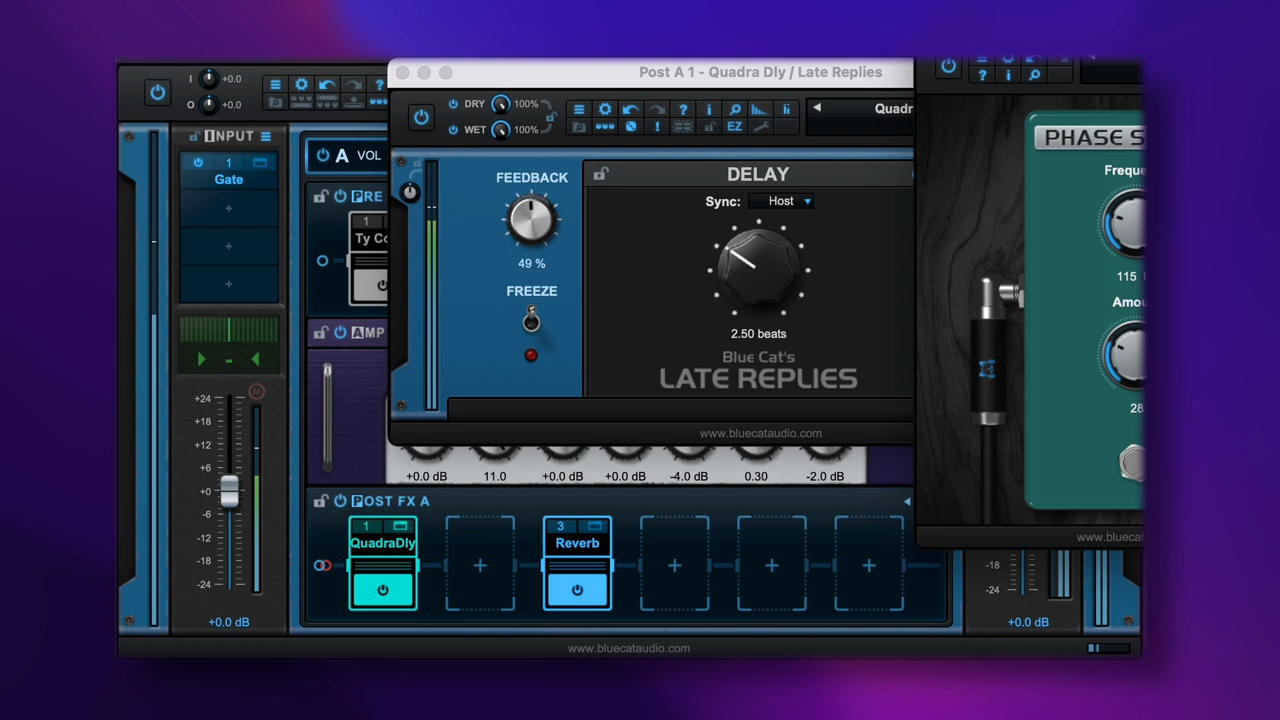 I +0.0
O +0.0
?
INPUT
1
Gate
+
+
+
+24
+18
+12
+6
+0
-6
-12
-18
-24
M
+0.0 dB
A VOL
PRE
1
Ty Co
AMP
Post A 1 - Quadra Dly / Late Replies
DRY 100%
WET 100%
? i
! EZ
Quadr
FEEDBACK
49 %
FREEZE
DELAY
Sync: Host
2.50 beats
Blue Cat's
LATE REPLIES
www.bluecataudio.com
+0.0 dB 11.0 +0.0 dB +0.0 dB -4.0 dB 0.30 -2.0 dB
POST FX A
1
QuadraDly
+
3
Reverb
+
+
+
? i
PHASE S
Freque
115
Amou
28
www.bluecat
-18
-24
+0.0 dB
www.bluecataudio.com